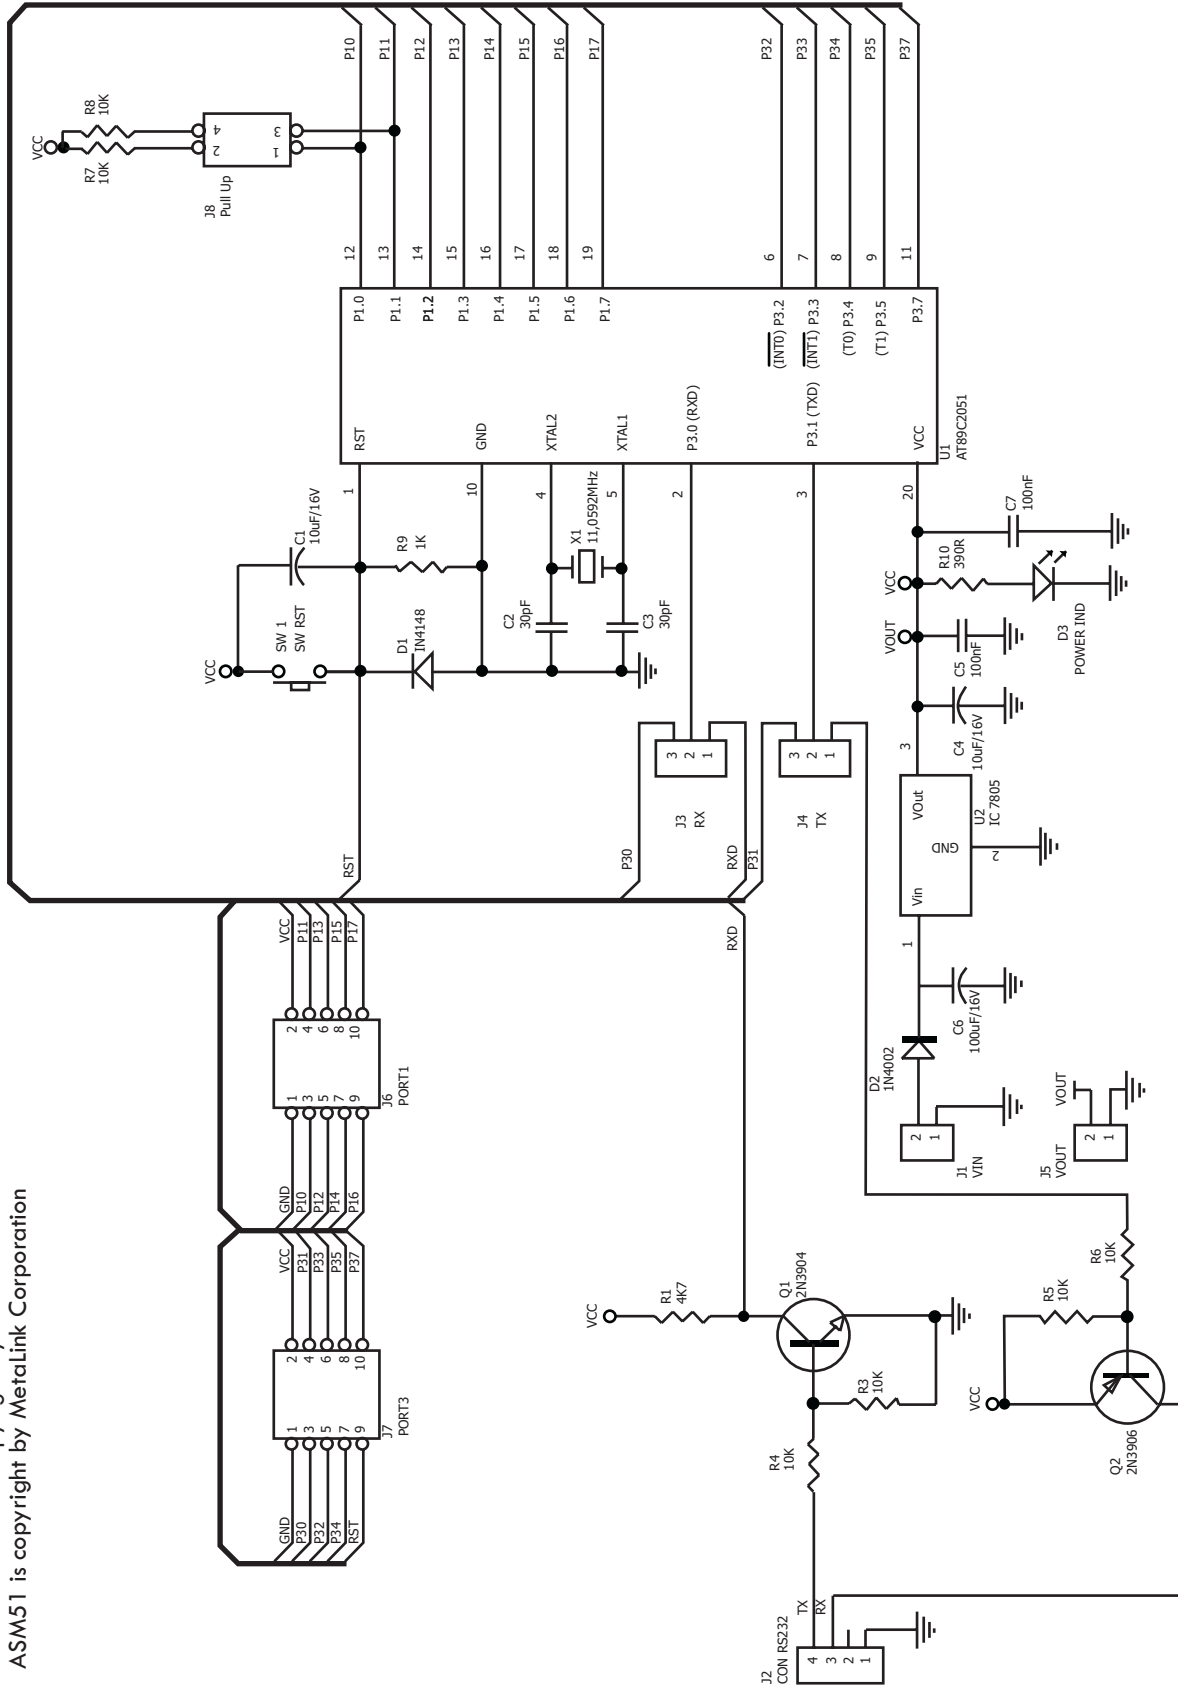 ASM51 is copyright by MetaLink Corporation
VCC
R8
10K
R7
10K
4
2
3
1
J8
Pull Up
P10
P11
P12
P13
P14
P15
P16
P17
P32
P33
P34
P35
P37
12
13
14
15
16
17
18
19
6
7
8
9
11
P1.0
P1.1
P1.2
P1.3
P1.4
P1.5
P1.6
P1.7
(INT0) P3.2
(INT1) P3.3
(T0) P3.4
(T1) P3.5
P3.7
RST
GND
XTAL2
XTAL1
P3.0 (RXD)
P3.1 (TXD)
VCC
U1
AT89C2051
1
10
4
5
2
3
20
C1
10uF/16V
R9
1K
X1
11,0592MHz
SW 1
SW RST
VCC
D1
IN4148
C2
30pF
C3
30pF
RST
J3
RX
3
2
1
J4
TX
3
2
1
P30
RXD
P31
RXD
C7
100nF
R10
390R
VCC
VOUT
D3
POWER IND
C5
100nF
C4
10uF/16V
3
VOut
GND
Vin
U2
IC 7805
2
1
C6
100uF/16V
D2
1N4002
2
1
J1
VIN
VOUT
2
1
J5
VOUT
VCC
P11
P13
P15
P17
2
4
6
8
10
1
3
5
7
9
J6
PORT1
GND
P10
P12
P14
P16
VCC
P31
P33
P35
P37
2
4
6
8
10
1
3
5
7
9
J7
PORT3
GND
P30
P32
P34
RST
VCC
R1
4K7
Q1
2N3904
R3
10K
R4
10K
R6
10K
R5
10K
VCC
Q2
2N3906
TX
RX
J2
CON RS232
4
3
2
1